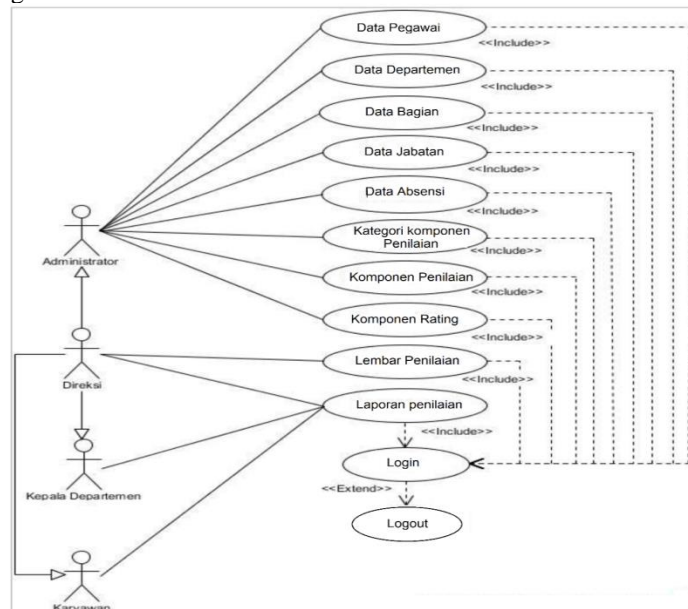 g
Data Pegawai
<<Include>>
Data Departemen
<<Include>>
Data Bagian
<<Include>>
Data Jabatan
<<Include>>
Data Absensi
<<Include>>
Kategori komponen
Penilaian
<<Include>>
Komponen Penilaian
<<Include>>
Komponen Rating
<<Include>>
Lembar Penilaian
<<Include>>
Laporan penilaian
<<Include>>
Login
<<Extend>>
Logout
Administrator
Direksi
Kepala Departemen
Karyawan